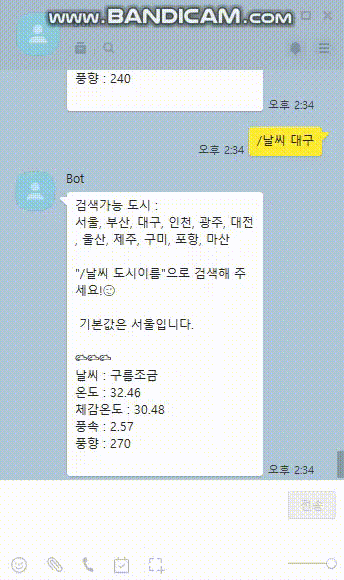 www.BANDICAM.com
풍향 : 240
오후 2:34
/날씨 대구
오후 2:34
Bot
검색가능 도시 :
서울, 부산, 대구, 인천, 광주, 대전
, 울산, 제주, 구미, 포항, 마산
"/날씨 도시이름"으로 검색해 주
세요!
기본값은 서울입니다.
날씨 : 구름조금
온도 : 32.46
체감온도 : 30.48
풍속 : 2.57
풍향 : 270
오후 2:34
전송